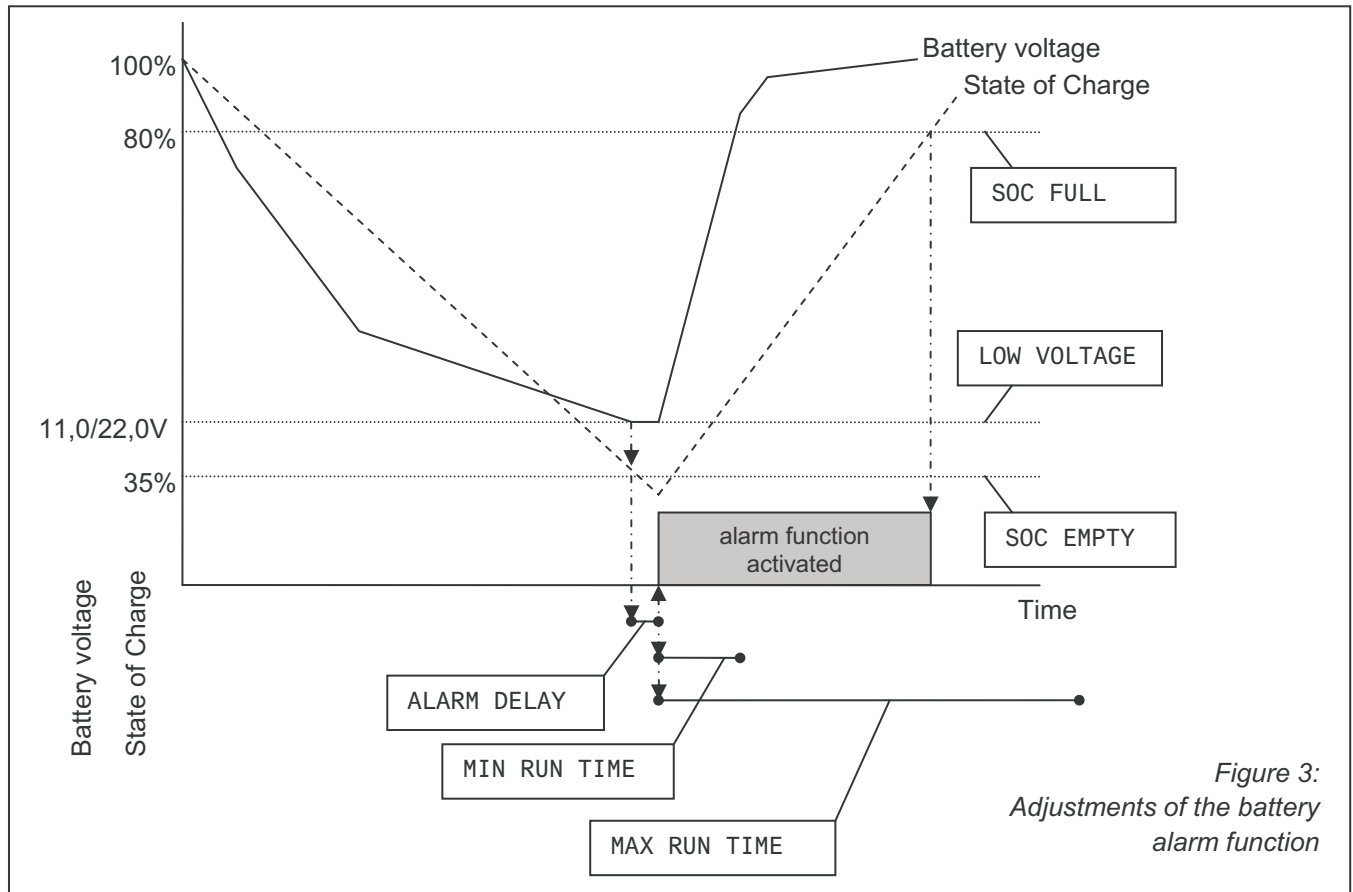 Battery voltage
100%
State of Charge
80%
SOC FULL
LOW VOLTAGE
11,0/22,0V
35%
SOC EMPTY
alarm function
activated
Time
Battery voltage
State of Charge
ALARM DELAY
MIN RUN TIME
MAX RUN TIME
Figure 3:
Adjustments of the battery
alarm function